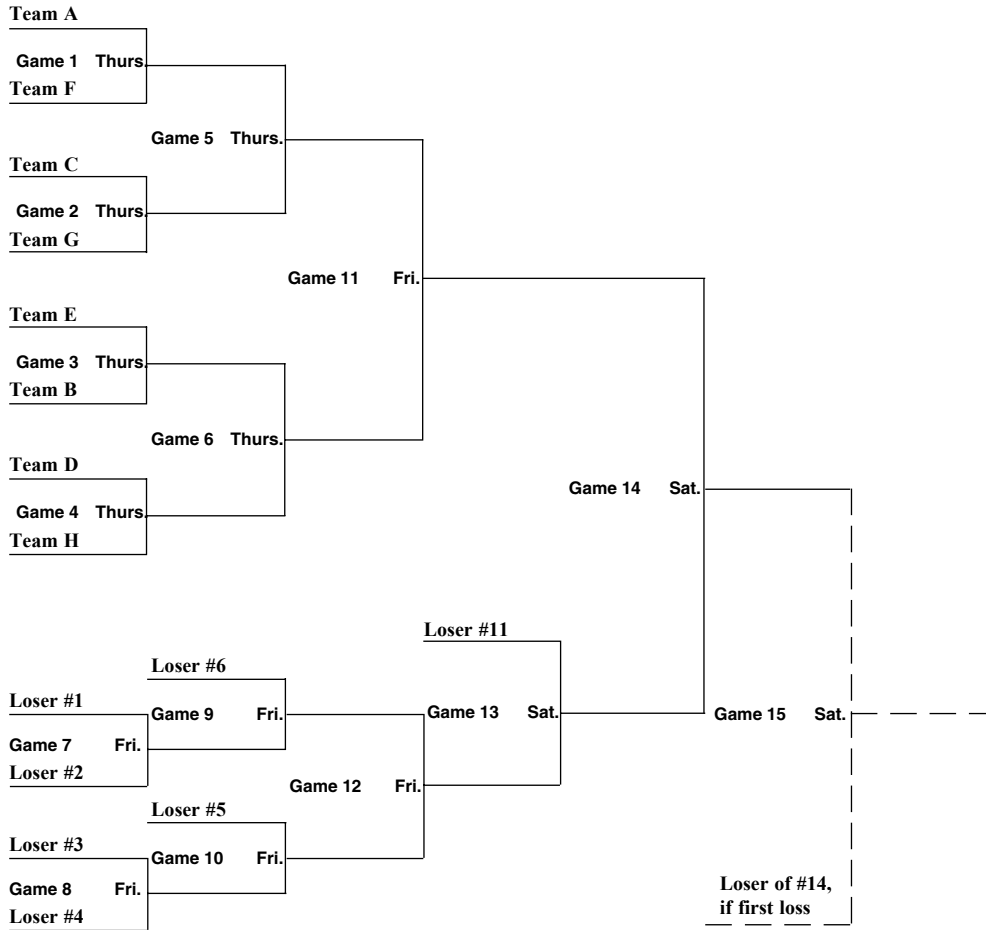 Team A
Game 1 Thurs.
Team F
Game 5 Thurs.
Team C
Game 2 Thurs.
Team G
Game 11 Fri.
Team E
Game 3 Thurs.
Team B
Game 6 Thurs.
Team D
Game 14 Sat.
Game 4 Thurs.
Team H
Loser #11
Loser #6
Loser #1
Game 9 Fri.
Game 13 Sat.
Game 15 Sat.
Game 7 Fri.
Loser #2
Game 12 Fri.
Loser #5
Loser #3
Game 10 Fri.
Game 8 Fri.
Loser #4
Loser of #14,
if first loss